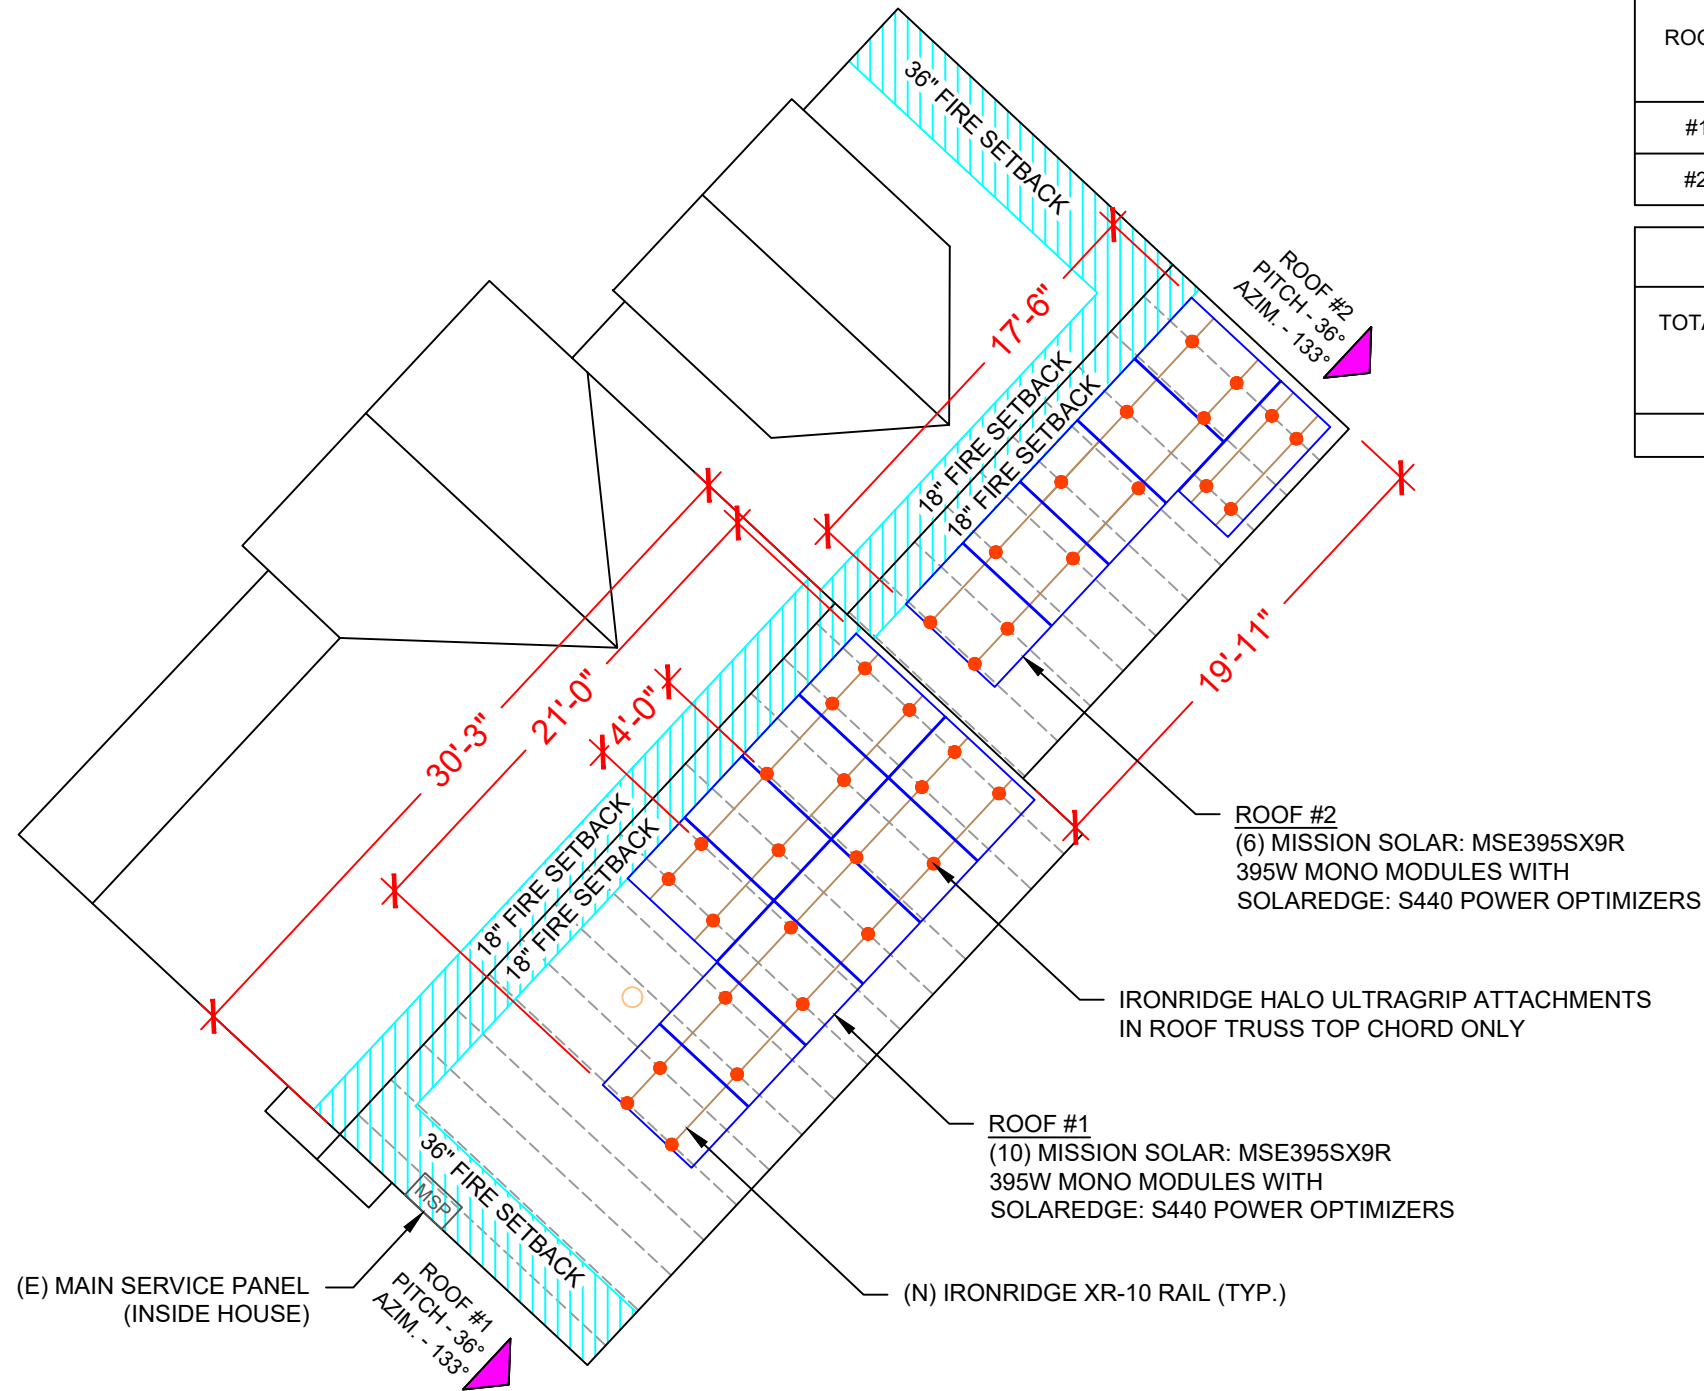 36" FIRE SETBACK
ROOF #2
PITCH - 36°
AZIM. - 133°
17'-6"
18" FIRE SETBACK
18" FIRE SETBACK
19'-11"
30'-3"
21'-0"
4'-0"
18" FIRE SETBACK
18" FIRE SETBACK
36" FIRE SETBACK
MSP
ROOF #1
PITCH - 36°
AZIM. - 133°
(E) MAIN SERVICE PANEL
(INSIDE HOUSE)
ROOF #2
(6) MISSION SOLAR: MSE395SX9R
395W MONO MODULES WITH
SOLAREDGE: S440 POWER OPTIMIZERS
IRONRIDGE HALO ULTRAGRIP ATTACHMENTS
IN ROOF TRUSS TOP CHORD ONLY
ROOF #1
(10) MISSION SOLAR: MSE395SX9R
395W MONO MODULES WITH
SOLAREDGE: S440 POWER OPTIMIZERS
(N) IRONRIDGE XR-10 RAIL (TYP.)
#1
#2